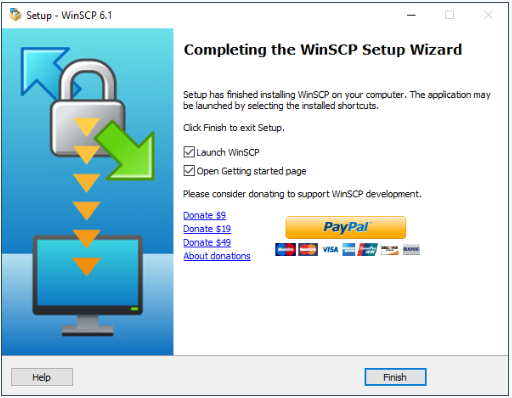 Setup - WinSCP 6.1
Completing the WinSCP Setup Wizard
Setup has finished installing WinSCP on your computer. The application may
be launched by selecting the installed shortcuts.
Click Finish to exit Setup.
Launch WinSCP
Open Getting started page
Please consider donating to support WinSCP development.
Donate $9
Donate $19
Donate $49
About donations
PayPal
VISA
BANK
Help
Finish